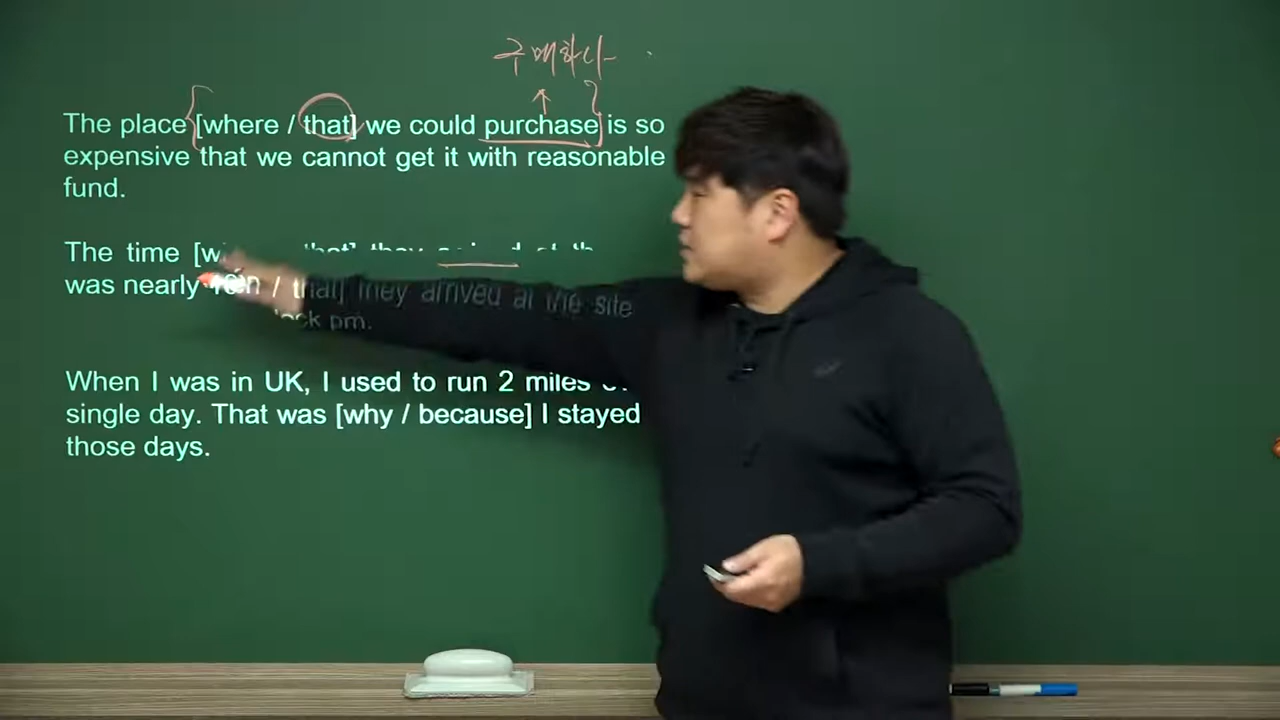 구매하다
The place [where / that] we could purchase is so
expensive that we cannot get it with reasonable
fund.
The time [ / that] they arrived at the site
was nearly pm.
When I was in UK, I used to run 2 miles
single day. That was [why / because] I stayed
those days.